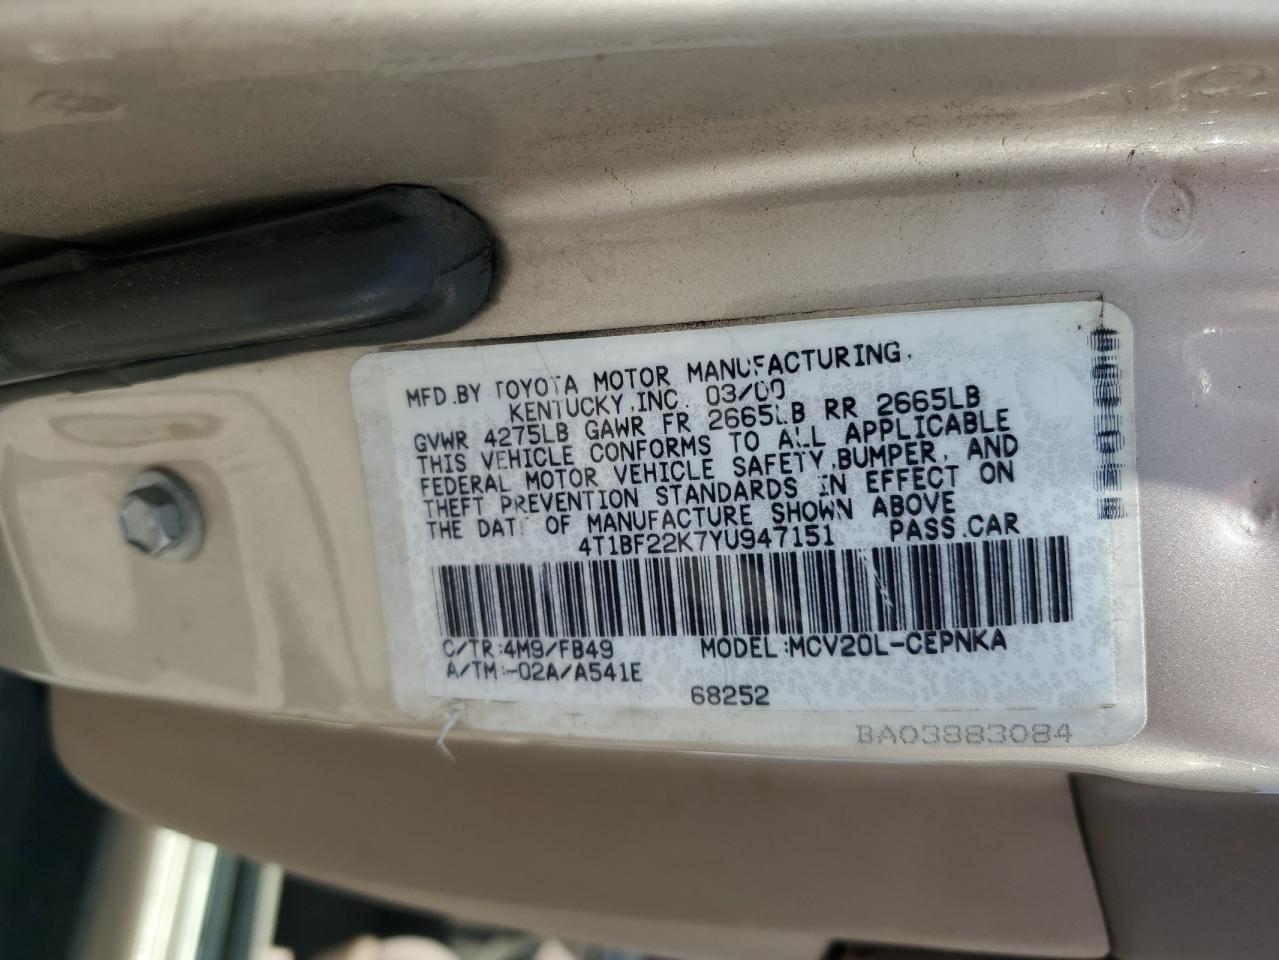 MFD.BY TOYOTA MOTOR MANUFACTURING,
KENTUCKY,INC 03/00
GVWR 4275LB GAWR FR 2665LB RR 2665LB
THIS VEHICLE CONFORMS TO ALL APPLICABLE
FEDERAL MOTOR VEHICLE SAFETY,BUMPER, AND
THEFT PREVENTION STANDARDS IN EFFECT ON
THE DATE OF MANUFACTURE SHOWN ABOVE
4T1BF22K7YU947151 PASS.CAR
C/TR:4M9/FB49 MODEL:MCV20L-CEPNKA
A/TM:-02A/A541E
68252
BA03883084